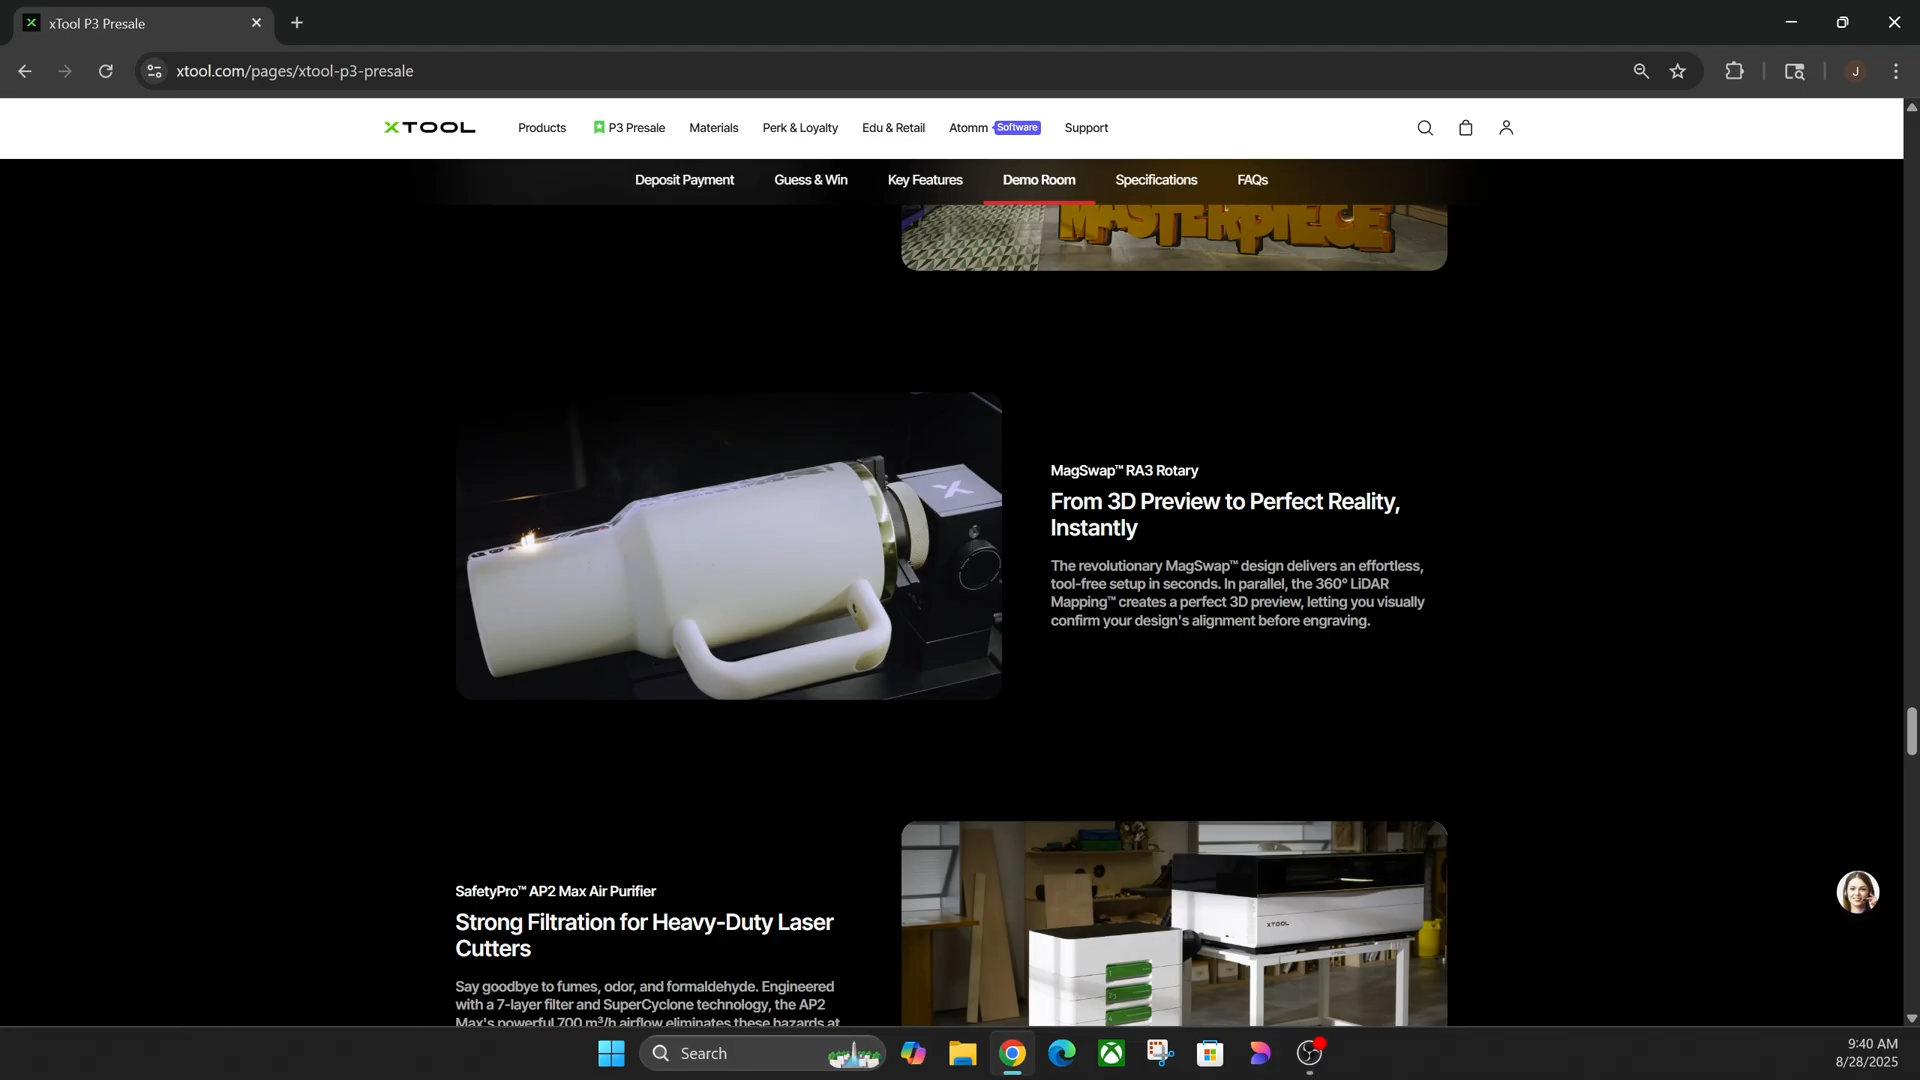 xTool P3 Presale
xtool.com/pages/xtool-p3-presale
J
XTOOL
Products
P3 Presale
Materials
Perk & Loyalty
Edu & Retail
Atomm
Software
Support
Deposit Payment
Guess & Win
Key Features
Demo Room
Specifications
FAQs
MASTERPIECE
MagSwap™ RA3 Rotary
From 3D Preview to Perfect Reality,
Instantly
The revolutionary MagSwap™ design delivers an effortless,
tool-free setup in seconds. In parallel, the 360° LiDAR
Mapping™ creates a perfect 3D preview, letting you visually
confirm your design's alignment before engraving.
SafetyPro™ AP2 Max Air Purifier
Strong Filtration for Heavy-Duty Laser
Cutters
Say goodbye to fumes, odor, and formaldehyde. Engineered
with a 7-layer filter and SuperCyclone technology, the AP2
Max's powerful 700 m³/h airflow eliminates these hazards at
XTOOL
Search
9:40 AM
8/28/2025